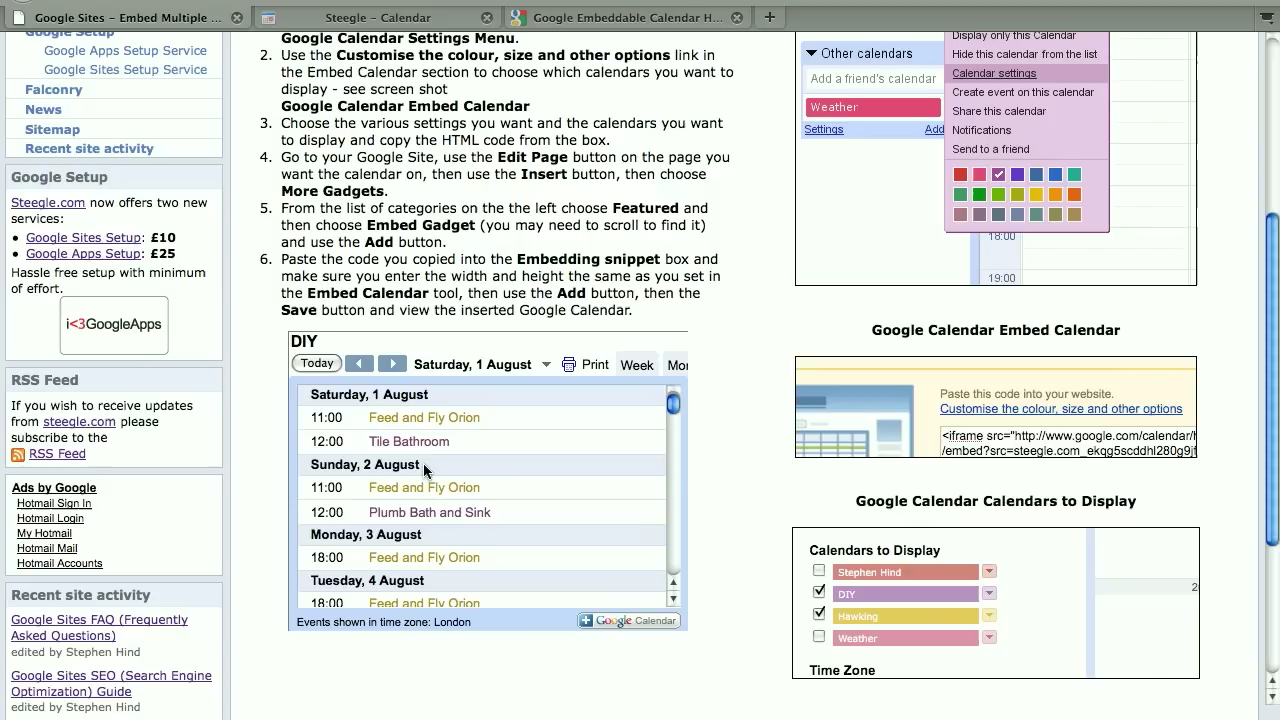 Google Sites - Embed Multiple ...
Steegle - Calendar
Google Embeddable Calendar H...
Google Setup
Google Apps Setup Service
Google Sites Setup Service
Falconry
News
Sitemap
Recent site activity
Google Setup
Steegle.com now offers two new
services:
Google Sites Setup: £10
Google Apps Setup: £25
Hassle free setup with minimum
of effort.
i<3GoogleApps
RSS Feed
If you wish to receive updates
from steegle.com please
subscribe to the
RSS Feed
Ads by Google
Hotmail Sign In
Hotmail Login
My Hotmail
Hotmail Mail
Hotmail Accounts
Recent site activity
Google Sites FAQ (Frequently
Asked Questions)
edited by Stephen Hind
Google Sites SEO (Search Engine
Optimization) Guide
edited by Stephen Hind
Google Calendar Settings Menu.
2. Use the Customise the colour, size and other options link in
the Embed Calendar section to choose which calendars you want to
display - see screen shot
Google Calendar Embed Calendar
3. Choose the various settings you want and the calendars you want
to display and copy the HTML code from the box.
4. Go to your Google Site, use the Edit Page button on the page you
want the calendar on, then use the Insert button, then choose
More Gadgets.
5. From the list of categories on the left choose Featured and
then choose Embed Gadget (you may need to scroll to find it)
and use the Add button.
6. Paste the code you copied into the Embedding snippet box and
make sure you enter the width and height the same as you set in
the Embed Calendar tool, then use the Add button, then the
Save button and view the inserted Google Calendar.
DIY
Today Saturday, 1 August Print Week Mor
Saturday, 1 August
11:00 Feed and Fly Orion
12:00 Tile Bathroom
Sunday, 2 August
11:00 Feed and Fly Orion
12:00 Plumb Bath and Sink
Monday, 3 August
18:00 Feed and Fly Orion
Tuesday, 4 August
18:00 Feed and Fly Orion
Events shown in time zone: London
Google Calendar
Other calendars
Add a friend's calendar
Weather
Settings Add
Display only this Calendar
Hide this calendar from the list
Calendar settings
Create event on this calendar
Share this calendar
Notifications
Send to a friend
18:00
19:00
Google Calendar Embed Calendar
Paste this code into your website.
Customise the colour, size and other options
<iframe src="http://www.google.com/calendar/
/embed?src=steegle.com_ekqg5scddhl280g9j
Google Calendar Calendars to Display
Calendars to Display
Stephen Hind
DIY
Hawking
Weather
2
Time Zone